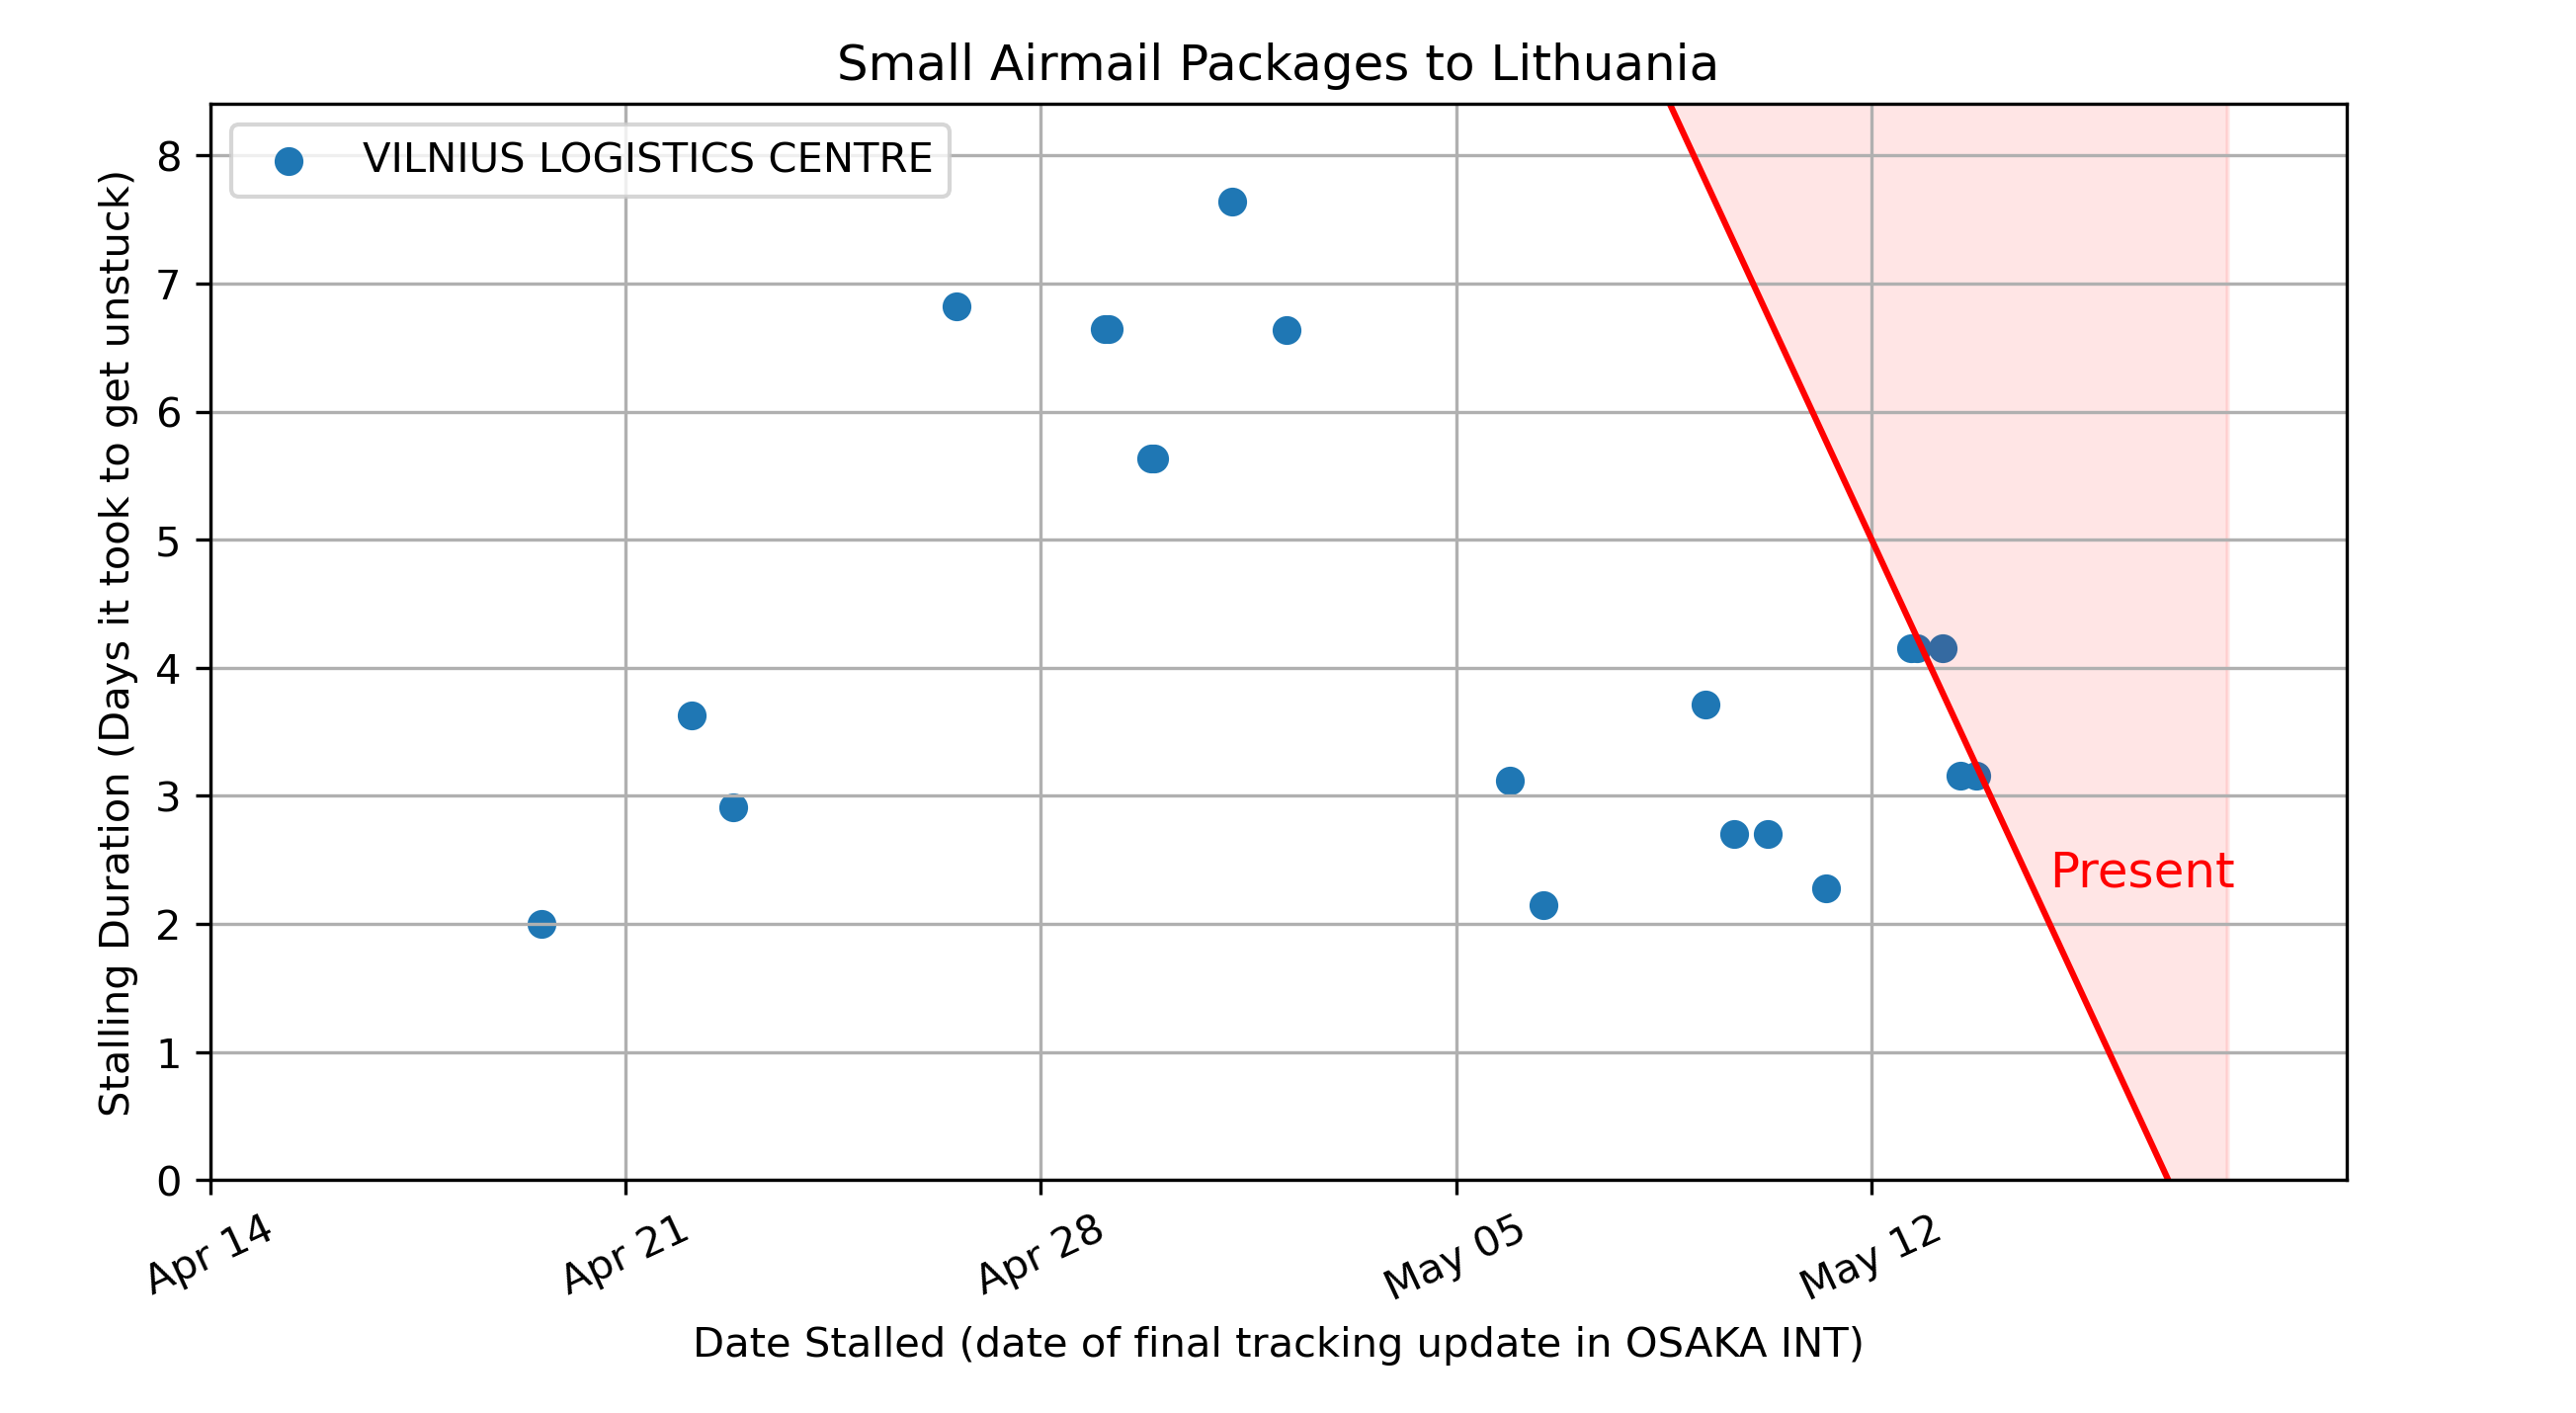 Small Airmail Packages to Lithuania
VILNIUS LOGISTICS CENTRE
Stalling Duration (Days it took to get unstuck)
8
7
6
5
4
3
2
1
0
Present
Apr 14
Apr 21
Apr 28
May 05
May 12
Date Stalled (date of final tracking update in OSAKA INT)